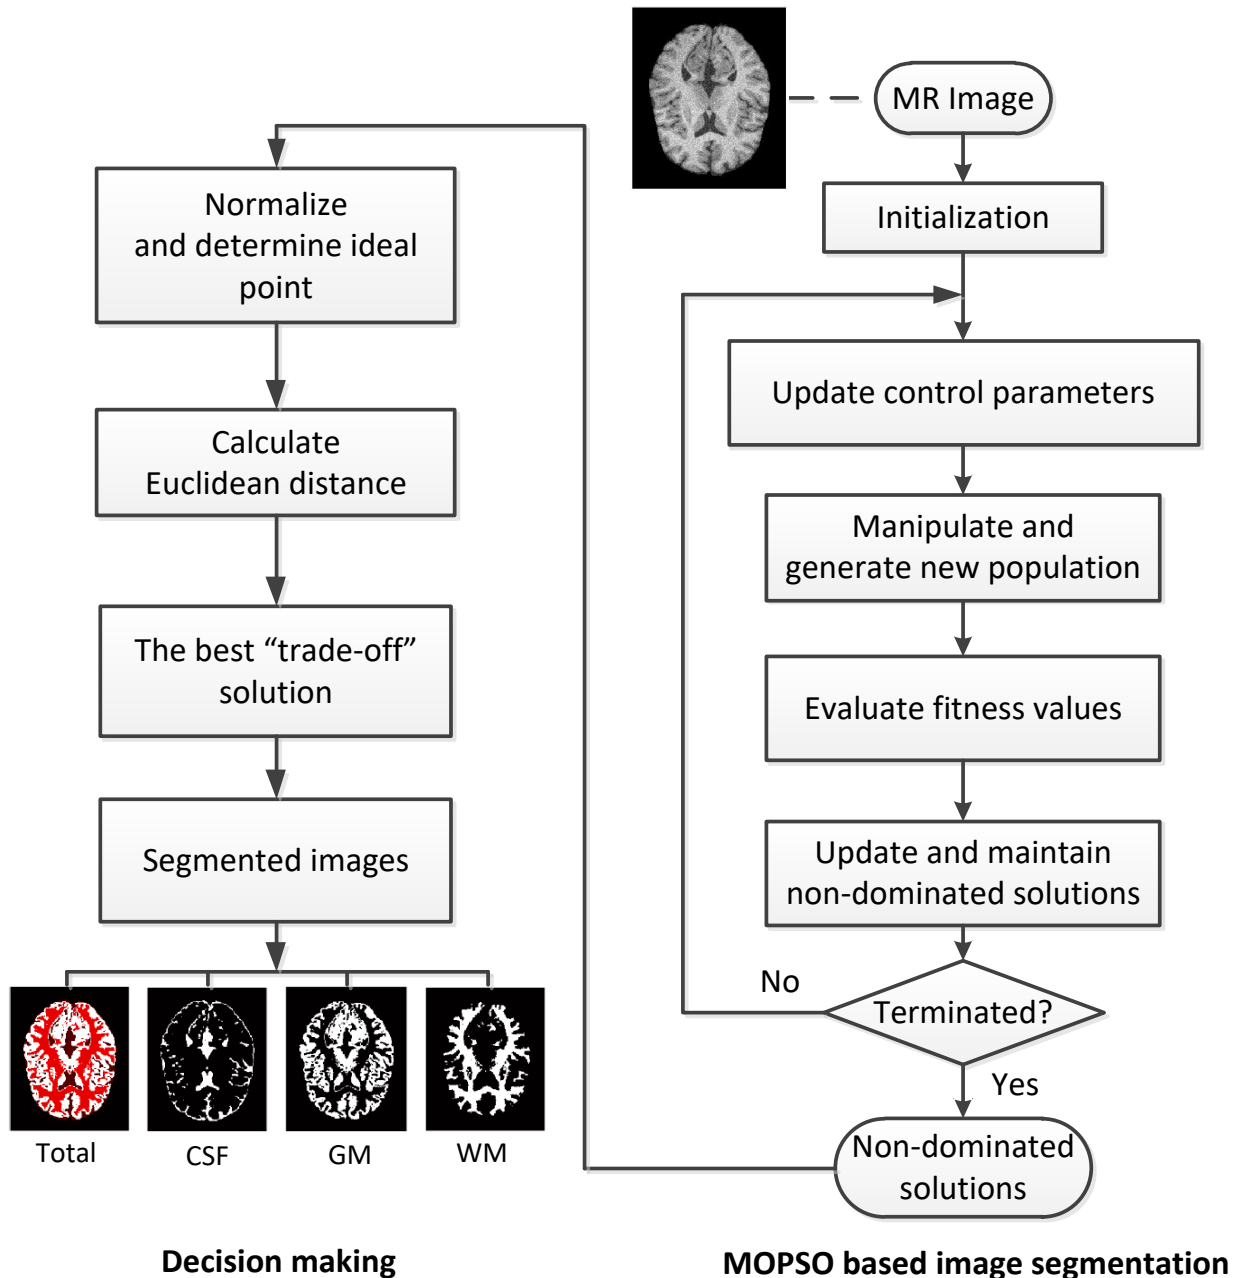 MR Image
Initialization
Update control parameters
Manipulate and
generate new population
Evaluate fitness values
Update and maintain
non-dominated solutions
Terminated?
No
Yes
Non-dominated
solutions
MOPSO based image segmentation
Normalize
and determine ideal
point
Calculate
Euclidean distance
The best “trade-off”
solution
Segmented images
Total
CSF
GM
WM
Decision making